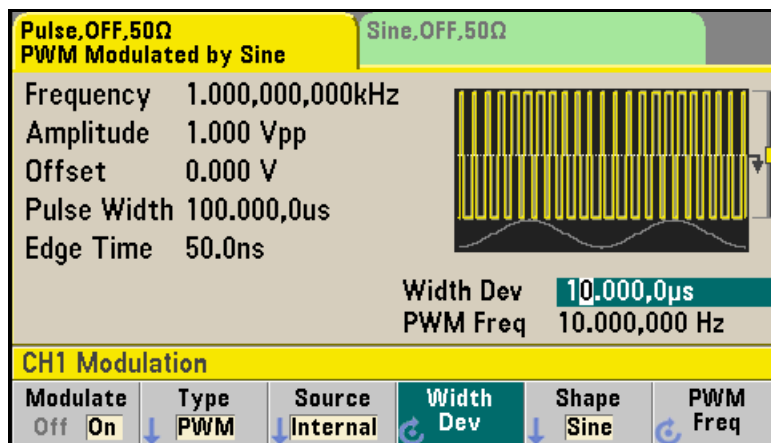 Pulse,OFF,50Ω
PWM Modulated by Sine
Sine,OFF,50Ω
Frequency 1.000,000,000kHz
Amplitude 1.000 Vpp
Offset 0.000 V
Pulse Width 100.000,0us
Edge Time 50.0ns
Width Dev 10.000,0µs
PWM Freq 10.000,000 Hz
CH1 Modulation
Modulate Type Source Width Shape PWM
Off On PWM Internal Dev Sine Freq